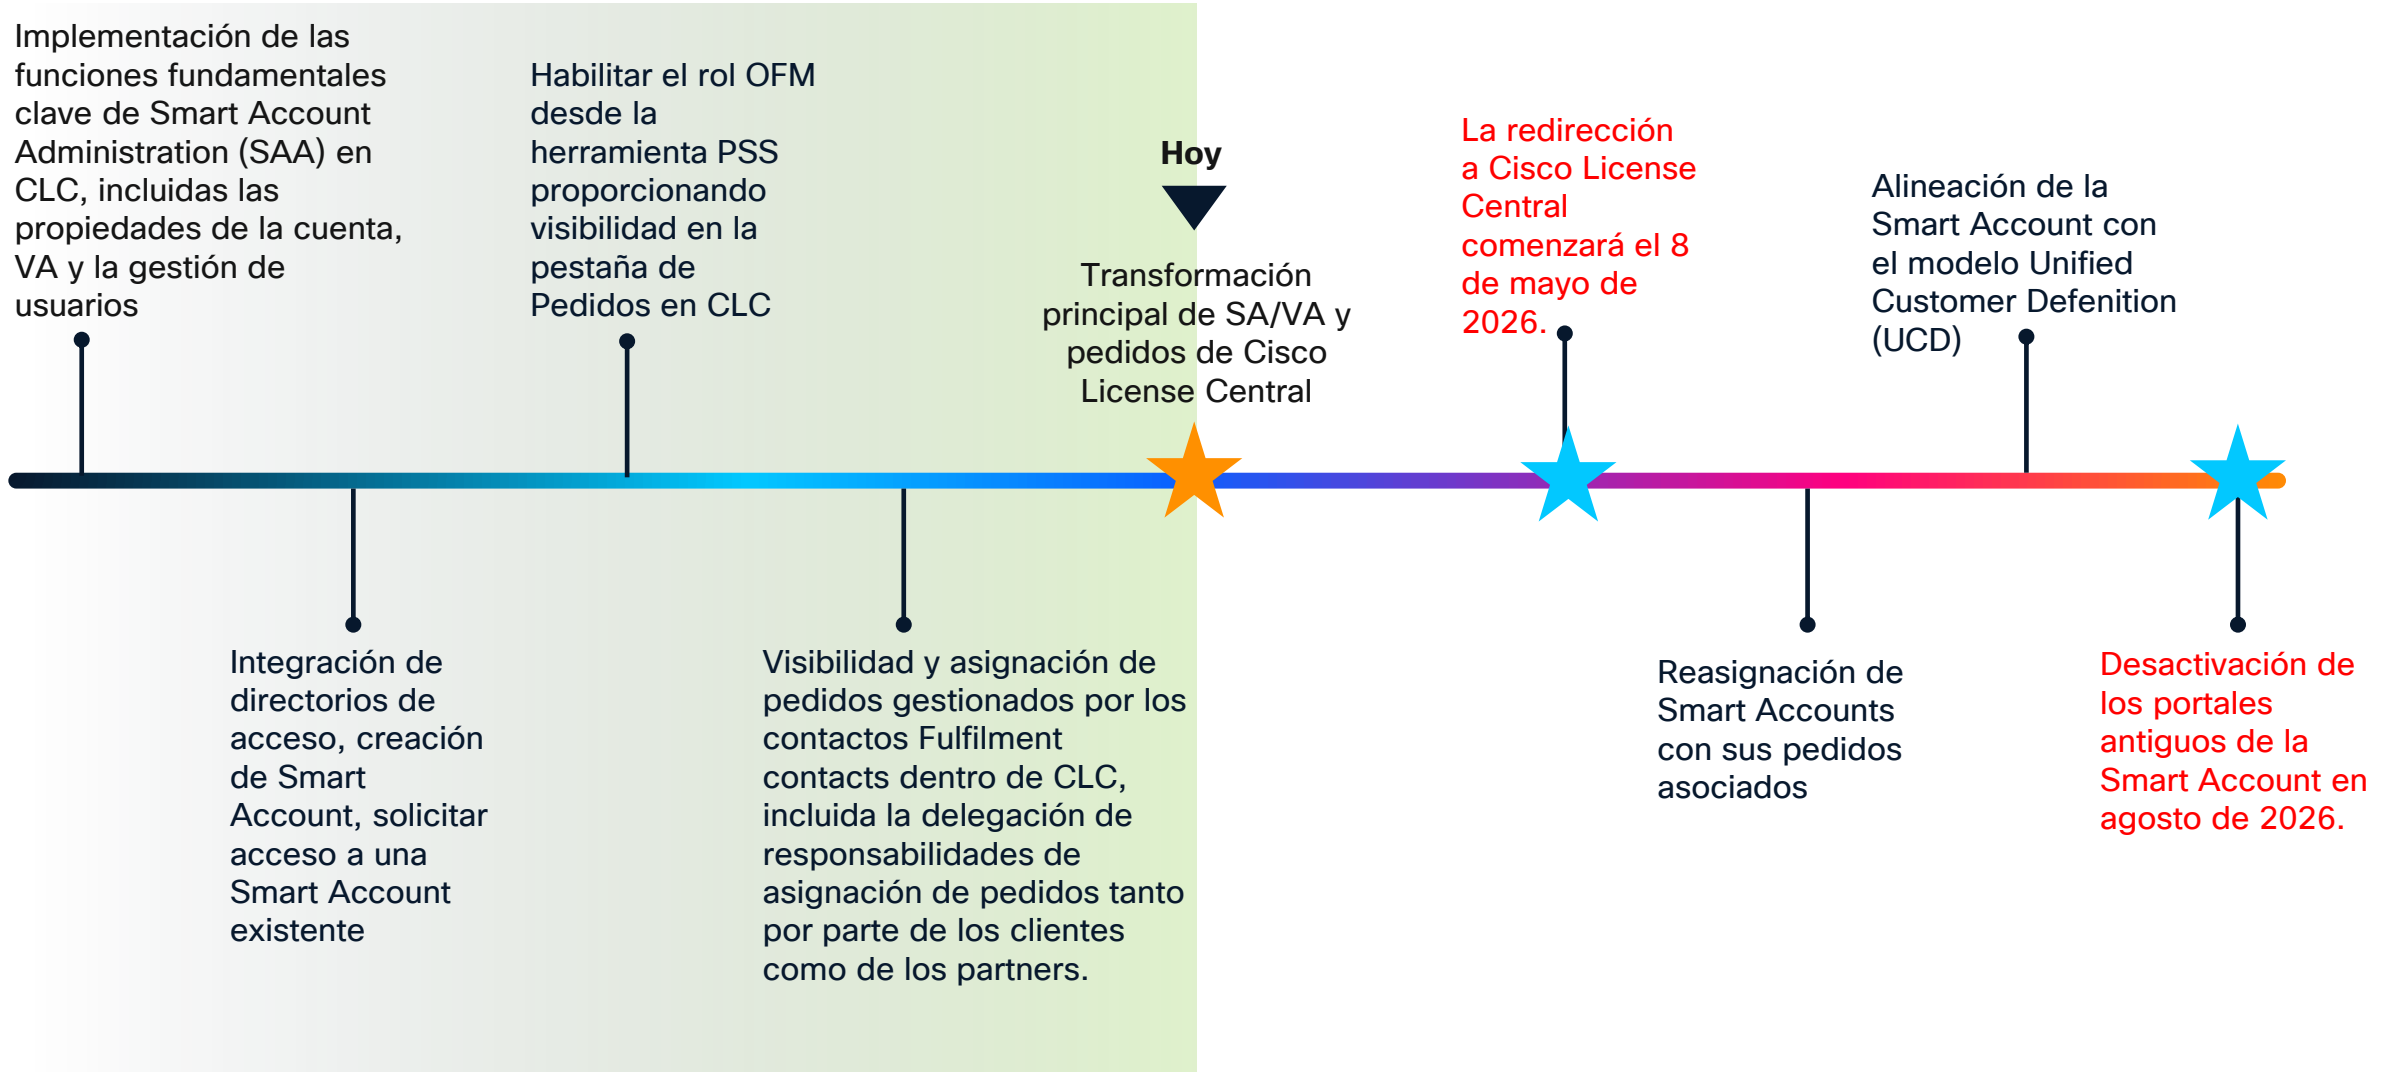 Implementación de las
funciones fundamentales
clave de Smart Account
Administration (SAA) en
CLC, incluidas las
propiedades de la cuenta,
VA y la gestión de
usuarios
Habilitar el rol OFM
desde la
herramienta PSS
proporcionando
visibilidad en la
pestaña de
Pedidos en CLC
Hoy
Transformación
principal de SA/VA y
pedidos de Cisco
License Central
La redirección
a Cisco License
Central
comenzará el 8
de mayo de
2026.
Alineación de la
Smart Account con
el modelo Unified
Customer Defenition
(UCD)
Integración de
directorios de
acceso, creación
de Smart
Account, solicitar
acceso a una
Smart Account
existente
Visibilidad y asignación de
pedidos gestionados por los
contactos Fulfilment
contacts dentro de CLC,
incluida la delegación de
responsabilidades de
asignación de pedidos tanto
por parte de los clientes
como de los partners.
Reasignación de
Smart Accounts
con sus pedidos
asociados
Desactivación de
los portales
antiguos de la
Smart Account en
agosto de 2026.